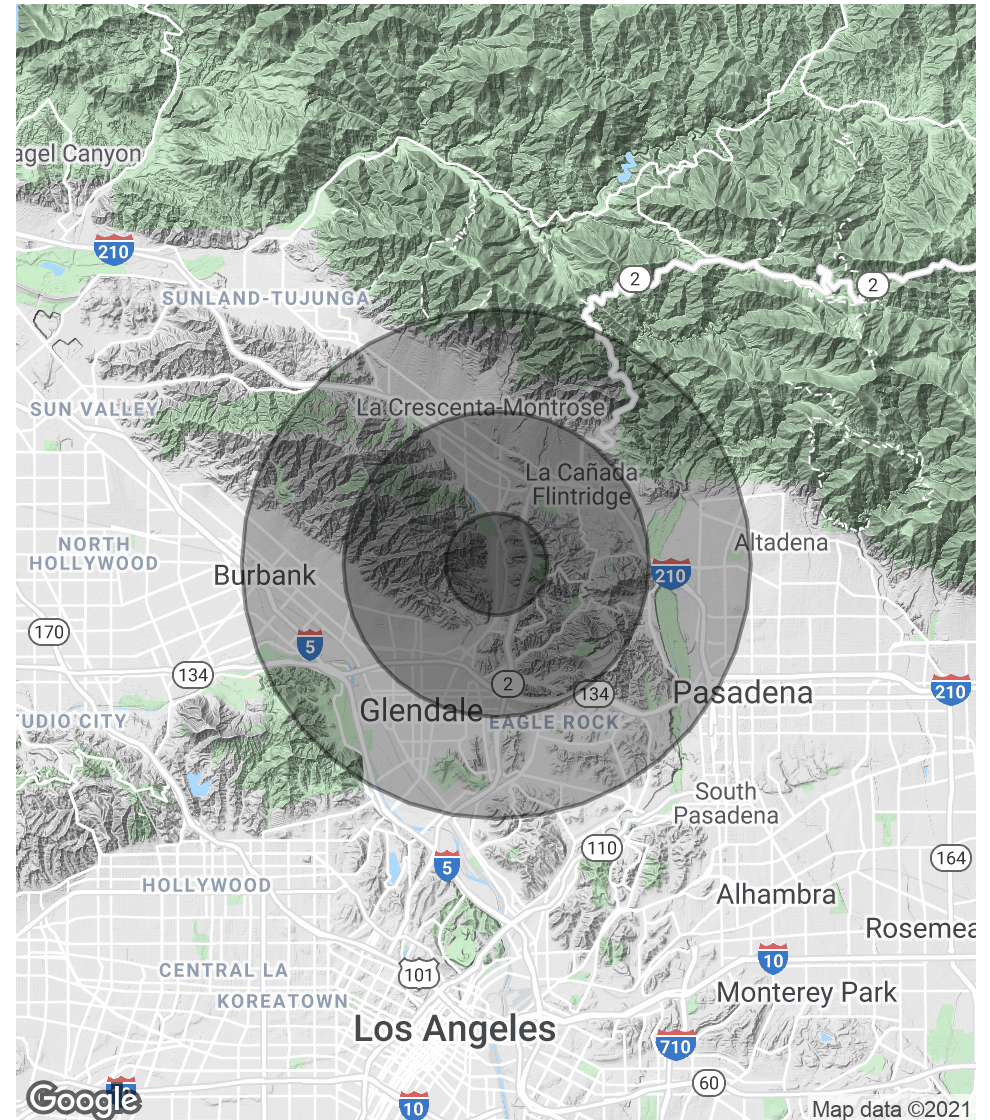 agel Canyon
210
2
2
SUNLAND-TUJUNGA
SUN VALLEY
La Crescenta-Montrose
La Cañada
Flintridge
NORTH
HOLLYWOOD
Altadena
Burbank
210
170
5
134
2
134
Pasadena
210
Glendale
TUDIO CITY
EAGLE ROCK
South
Pasadena
110
5
164
HOLLYWOOD
Alhambra
Rosemea
CENTRAL LA
101
10
KOREATOWN
Monterey Park
Los Angeles
710
60
Google
10
Map data ©2021